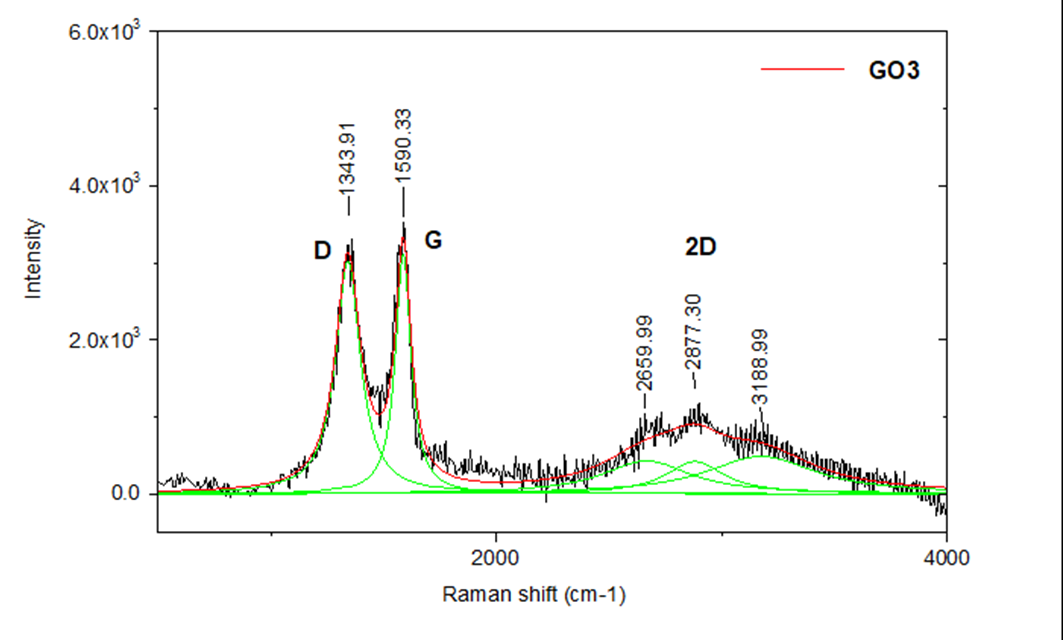 6.0x10³
GO3
1343.91
1590.33
4.0x10³
D
G
2D
Intensity
2659.99
2877.30
3188.99
2.0x10³
0.0
2000
4000
Raman shift (cm-1)